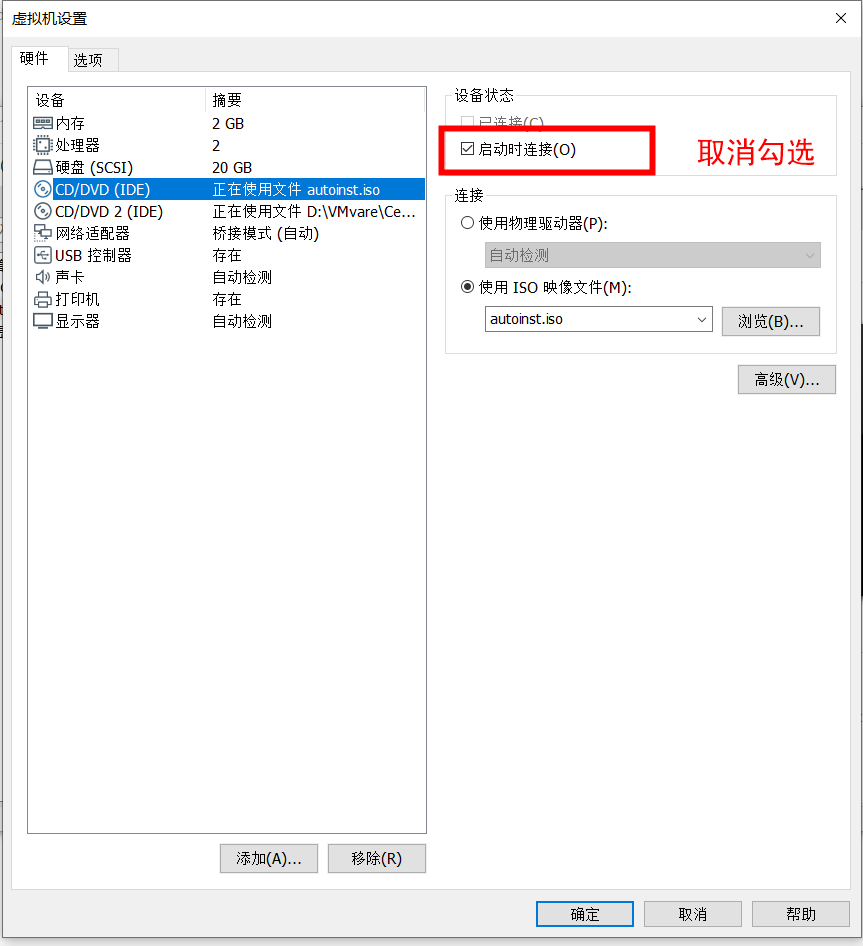 虚拟机设置
硬件
选项
设备 摘要
内存 2 GB
处理器 2
硬盘 (SCSI) 20 GB
CD/DVD (IDE) 正在使用文件 autoinst.iso
CD/DVD 2 (IDE) 正在使用文件 D:\VMvare\Ce...
网络适配器 桥接模式 (自动)
USB 控制器 存在
声卡 自动检测
打印机 存在
显示器 自动检测
添加(A)...
移除(R)
设备状态
已连接(C)
启动时连接(O)
取消勾选
连接
使用物理驱动器(P):
自动检测
使用 ISO 映像文件(M):
autoinst.iso
浏览(B)...
高级(V)...
确定
取消
帮助